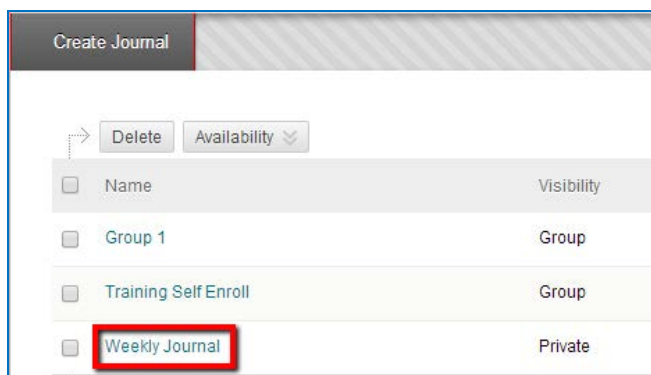 Create Journal
Delete Availability
Name Visibility
Group 1 Group
Training Self Enroll Group
Weekly Journal Private